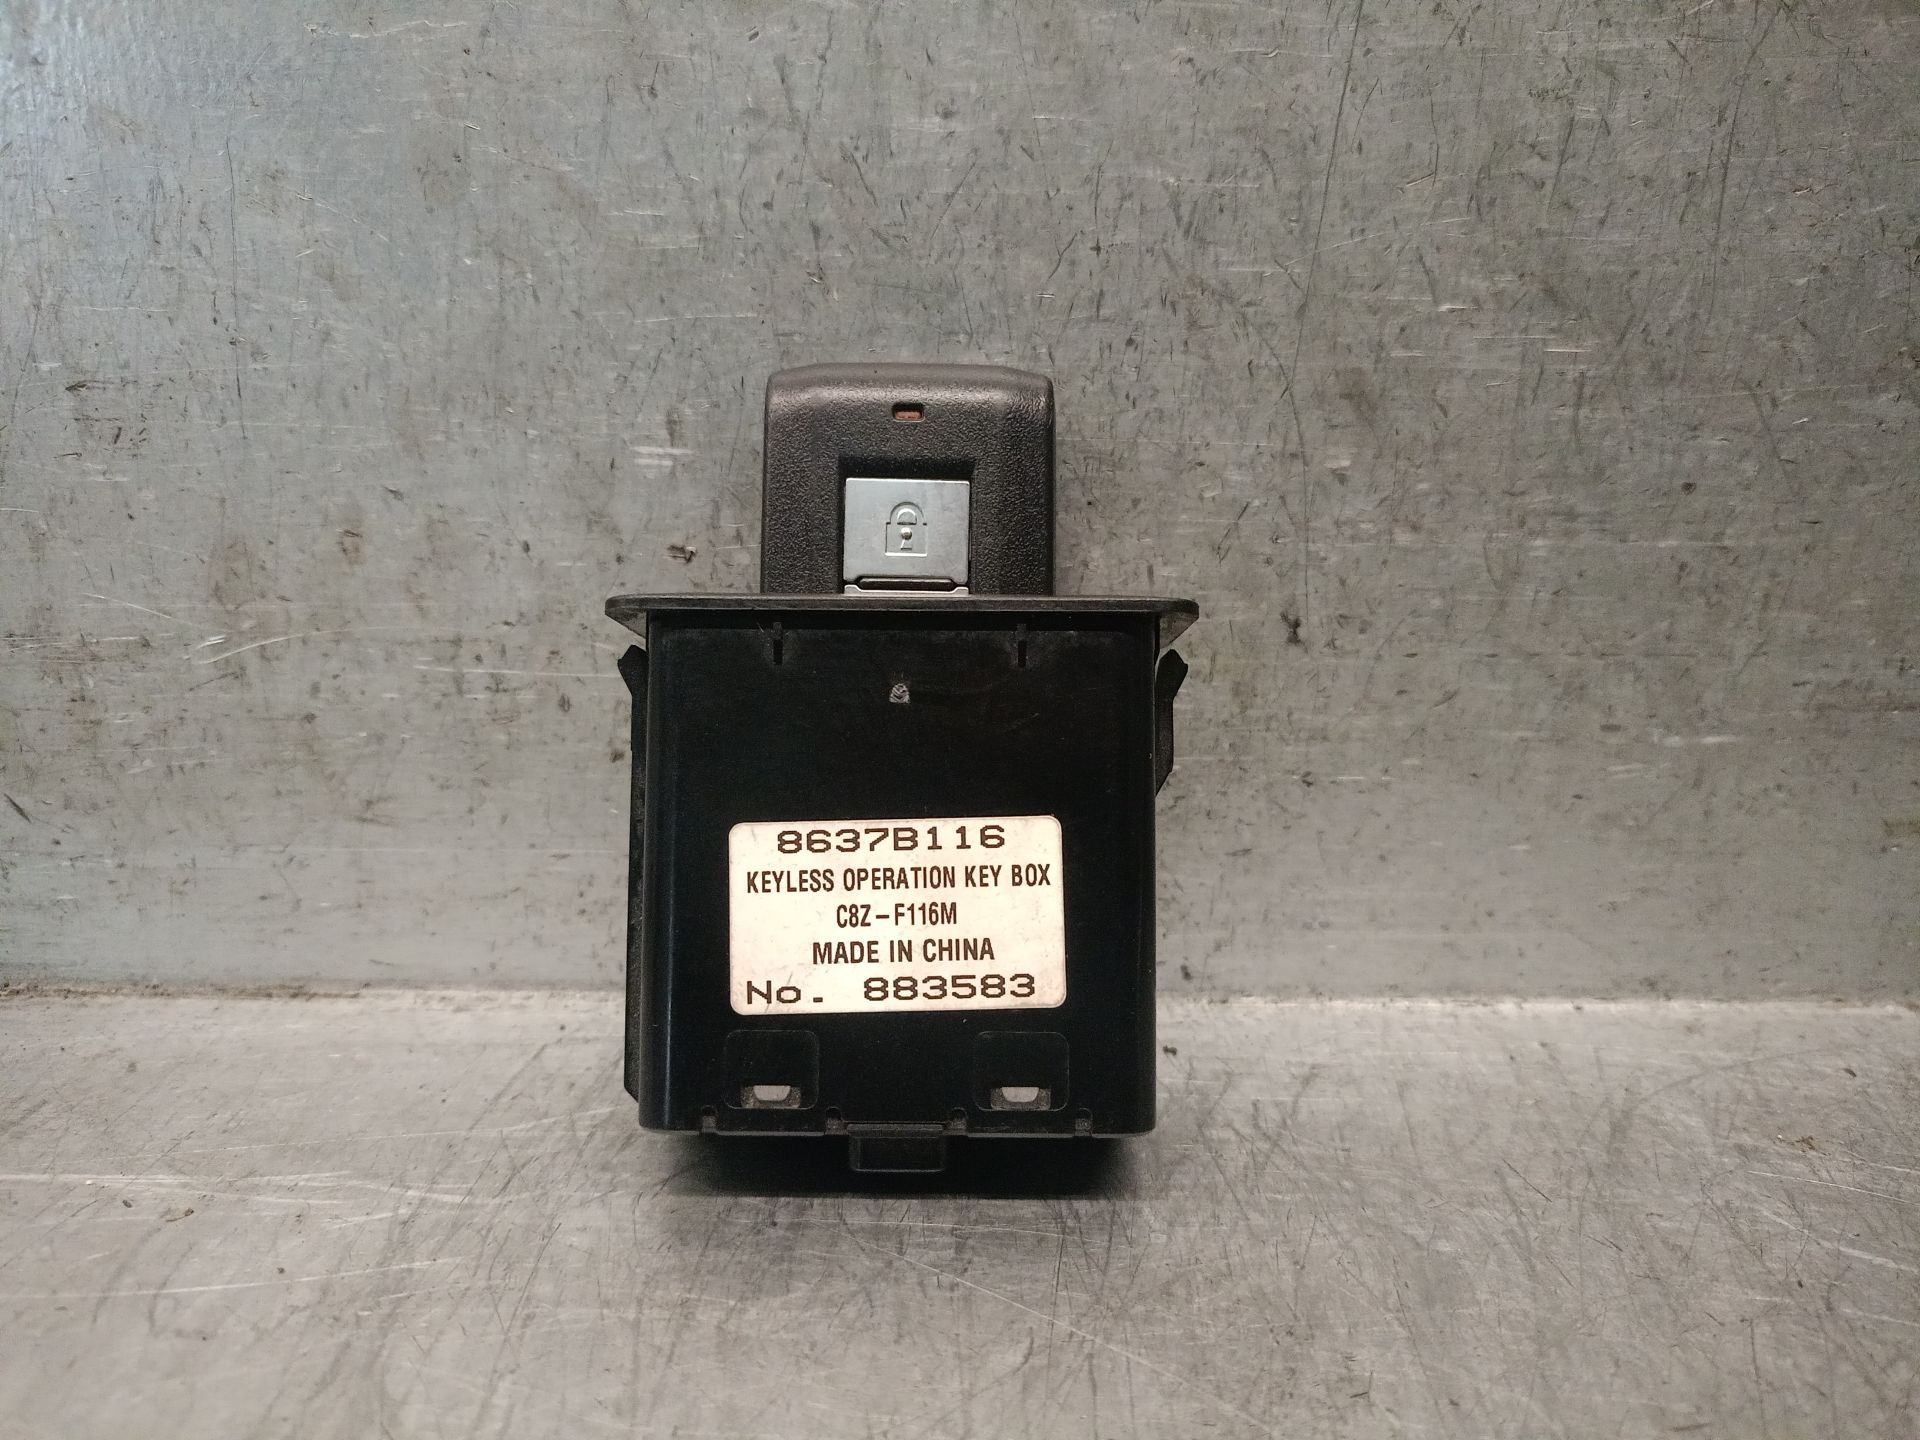 8637B116
KEYLESS OPERATION KEY BOX
C8Z-F116M
MADE IN CHINA
No. 883583